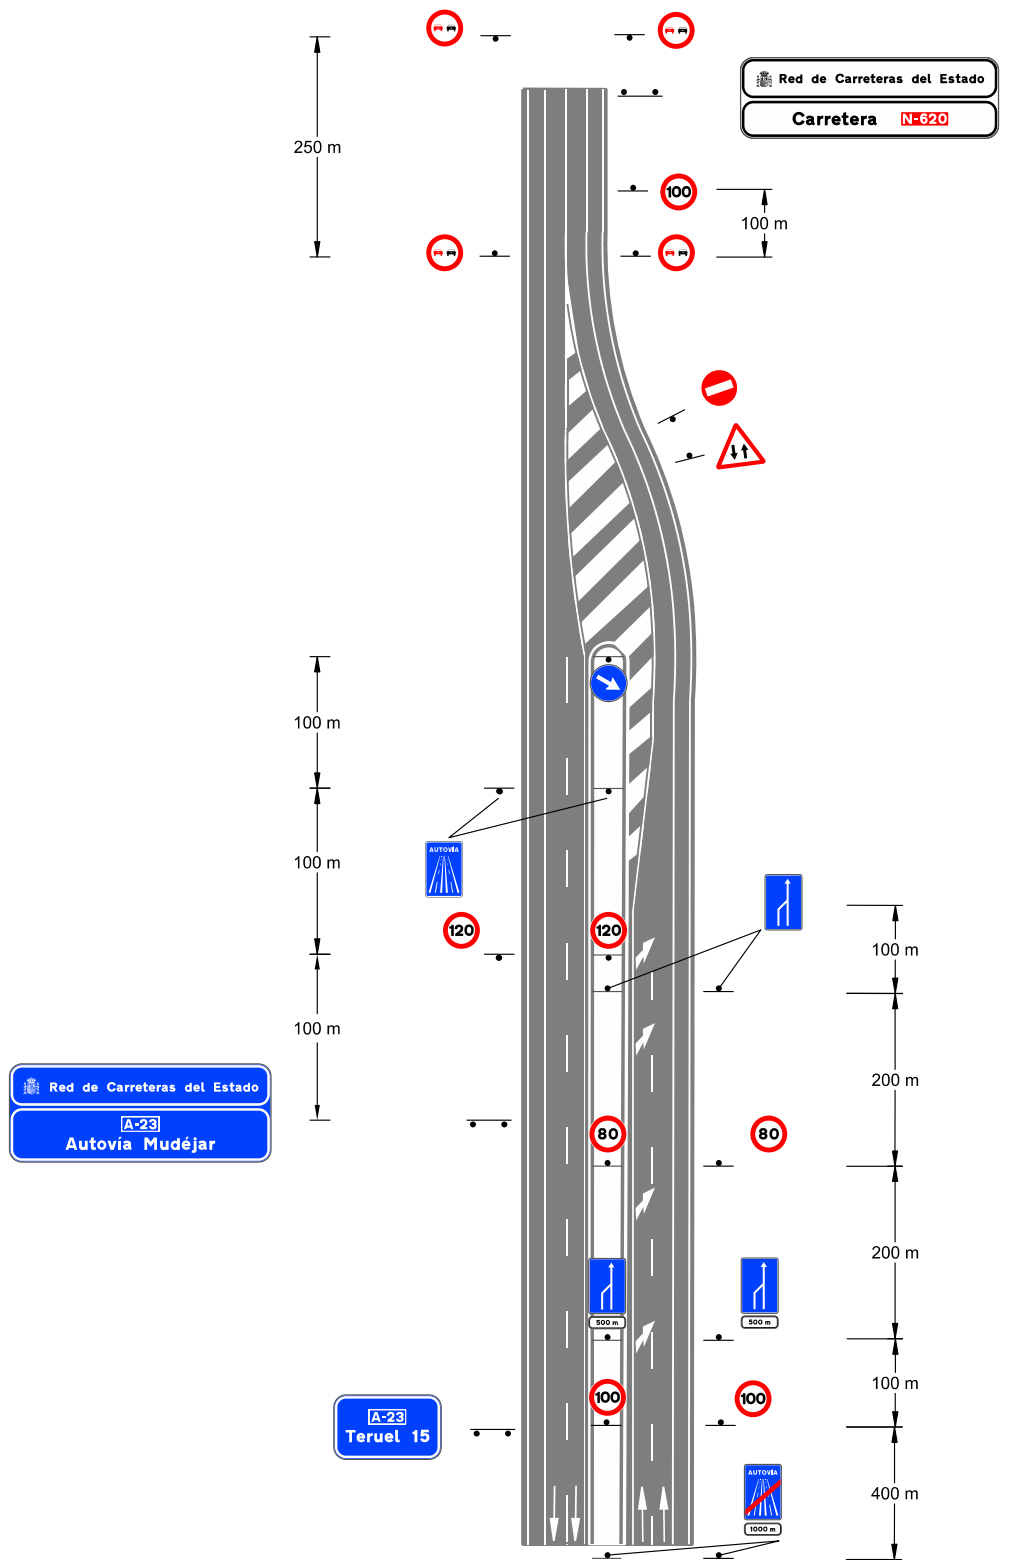 Red de Carreteras del Estado
Carretera N-620
250 m
100
100 m
100 m
AUTOVÍA
100 m
120
120
100 m
100 m
Red de Carreteras del Estado
A-23
Autovía Mudéjar
200 m
80
80
200 m
500 m
500 m
100 m
100
100
A-23
Teruel 15
AUTOVÍA
1000 m
400 m